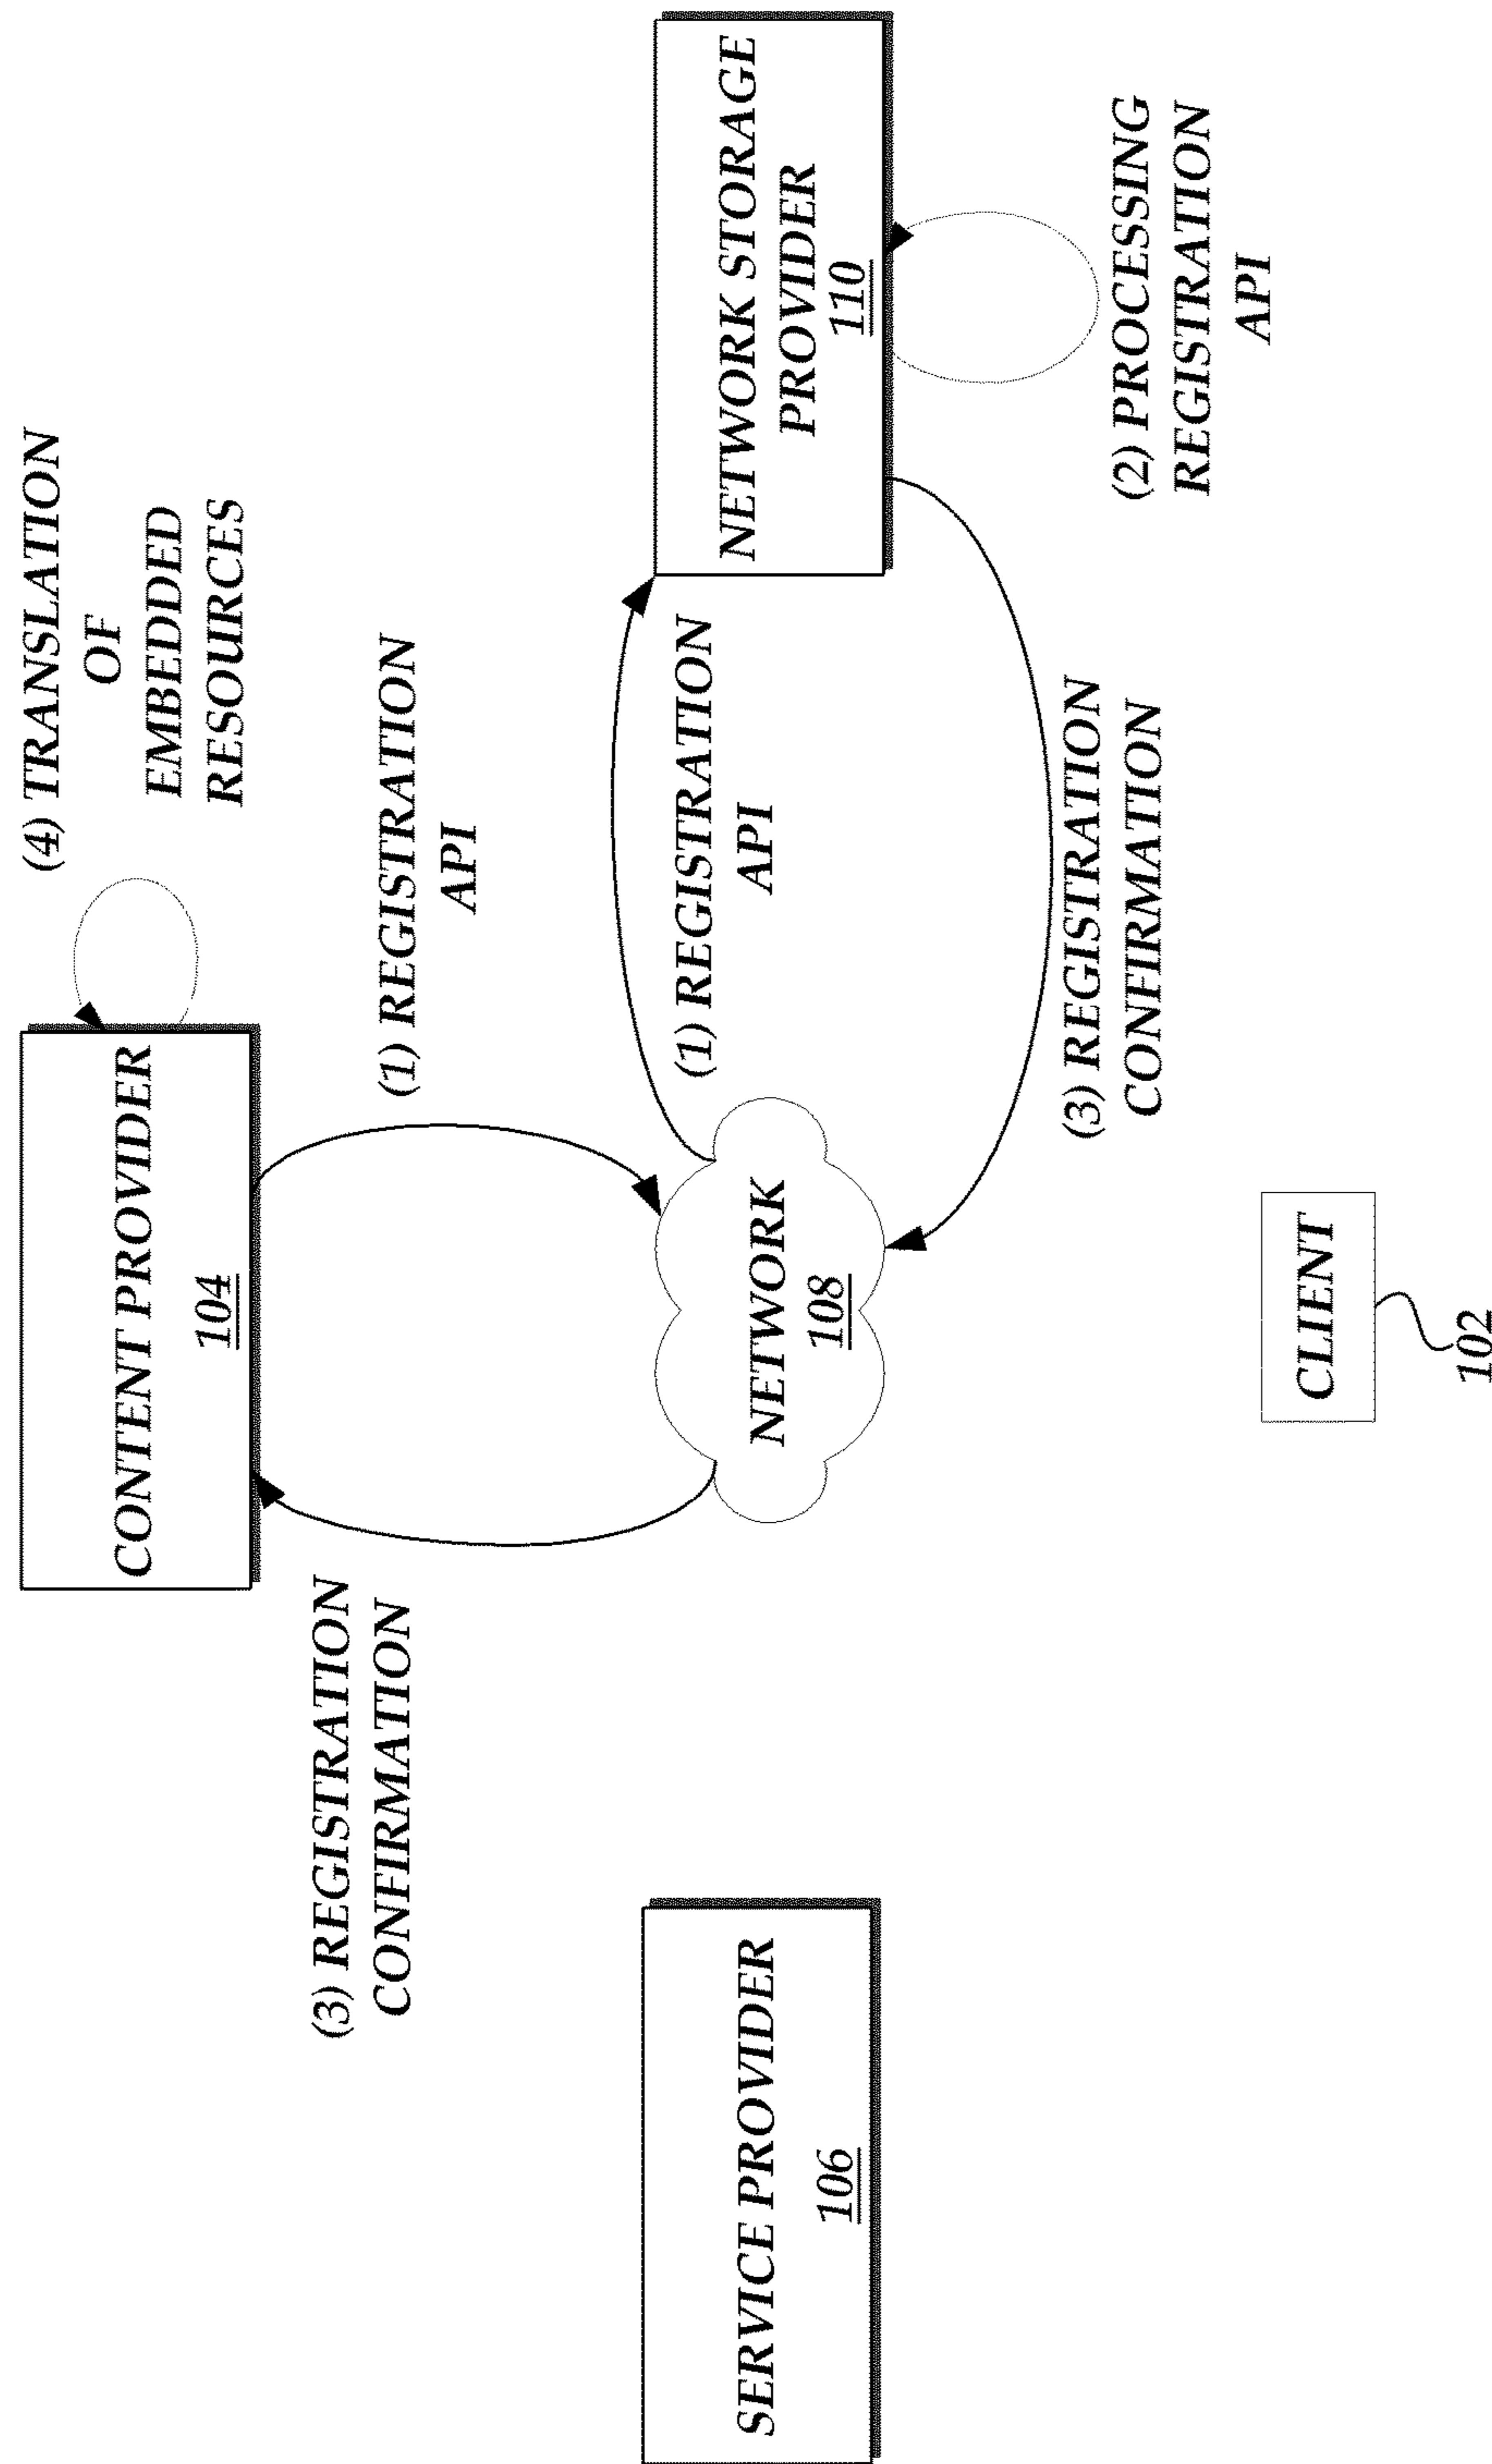 CONTENT PROVIDER
104
(4) TRANSLATION
OF
EMBEDDED
RESOURCES
(3) REGISTRATION
CONFIRMATION
(1) REGISTRATION
API
SERVICE PROVIDER
106
NETWORK
108
(1) REGISTRATION
API
NETWORK STORAGE
PROVIDER
110
(3) REGISTRATION
CONFIRMATION
(2) PROCESSING
REGISTRATION
API
CLIENT
102